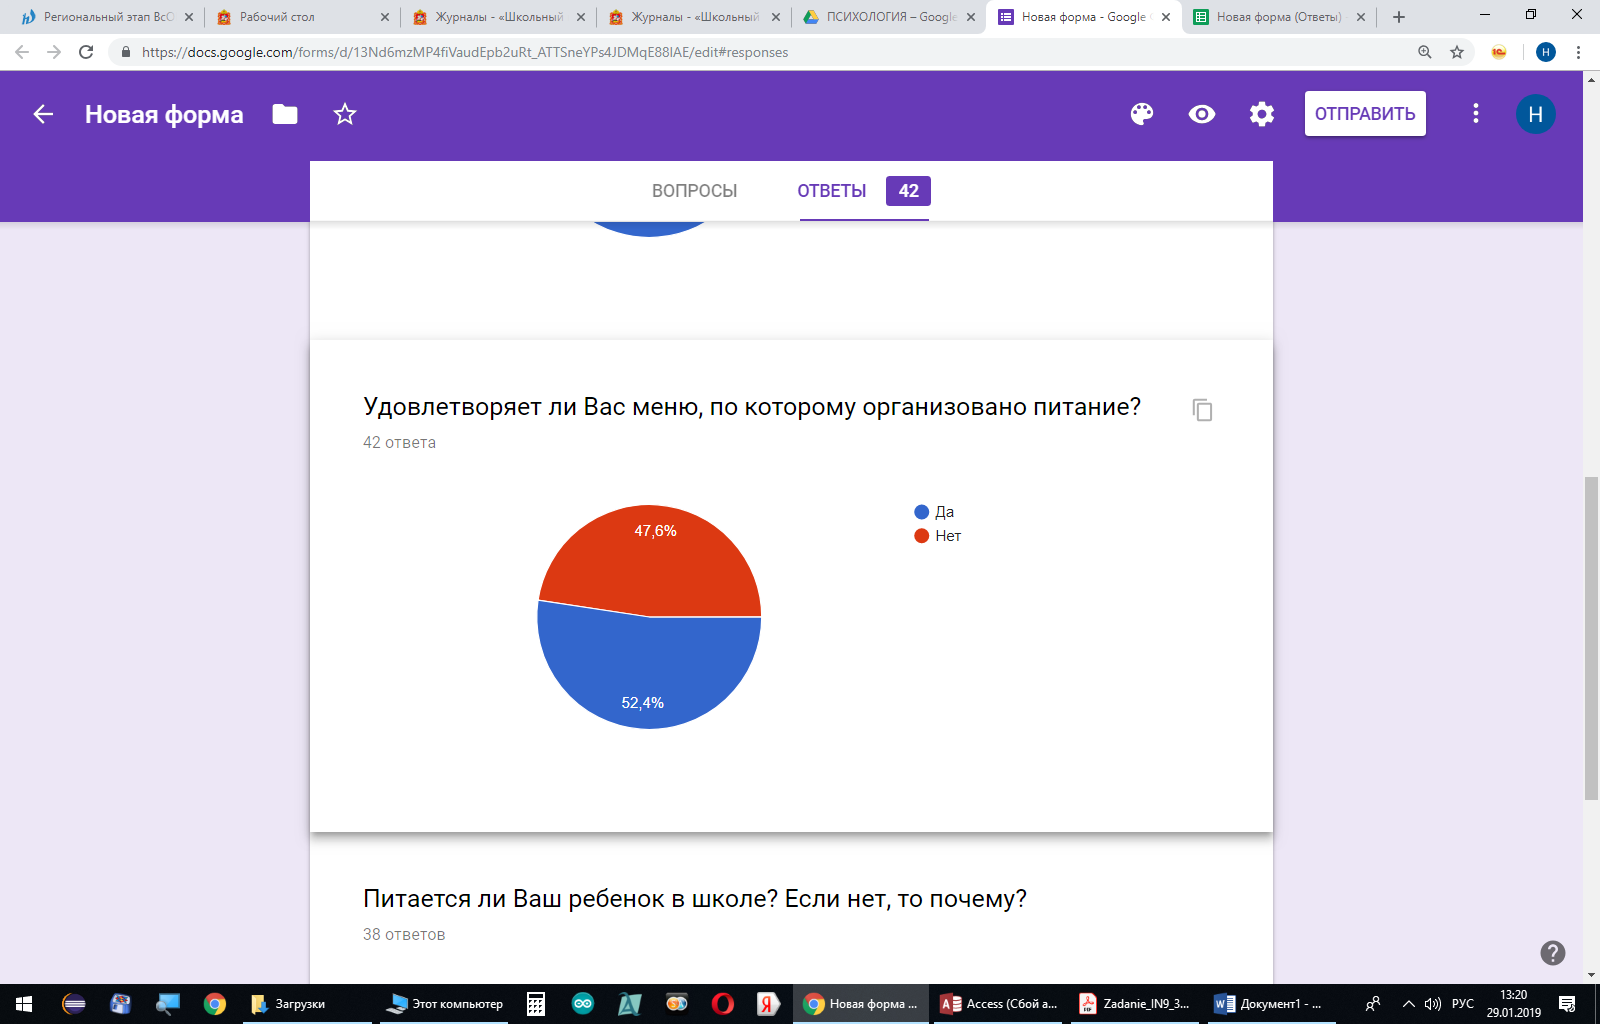 Региональный этап ВсО
Рабочий стол
Журналы - «Школьный
Журналы - «Школьный
ПСИХОЛОГИЯ – Google
Новая форма - Google
Новая форма (Ответы)
https://docs.google.com/forms/d/13Nd6mzMP4fiVaudEpb2uRt_ATTSneYPs4JDMqE88IAE/edit#responses
Н
Новая форма
ОТПРАВИТЬ
Н
ВОПРОСЫ
ОТВЕТЫ 42
Удовлетворяет ли Вас меню, по которому организовано питание?
42 ответа
Да
Нет
47,6%
52,4%
Питается ли Ваш ребенок в школе? Если нет, то почему?
38 ответов
Загрузки
Этот компьютер
Новая форма ...
Access (Сбой а...
Zadanie_IN9_3...
Документ1 - ...
РУС
13:20
29.01.2019